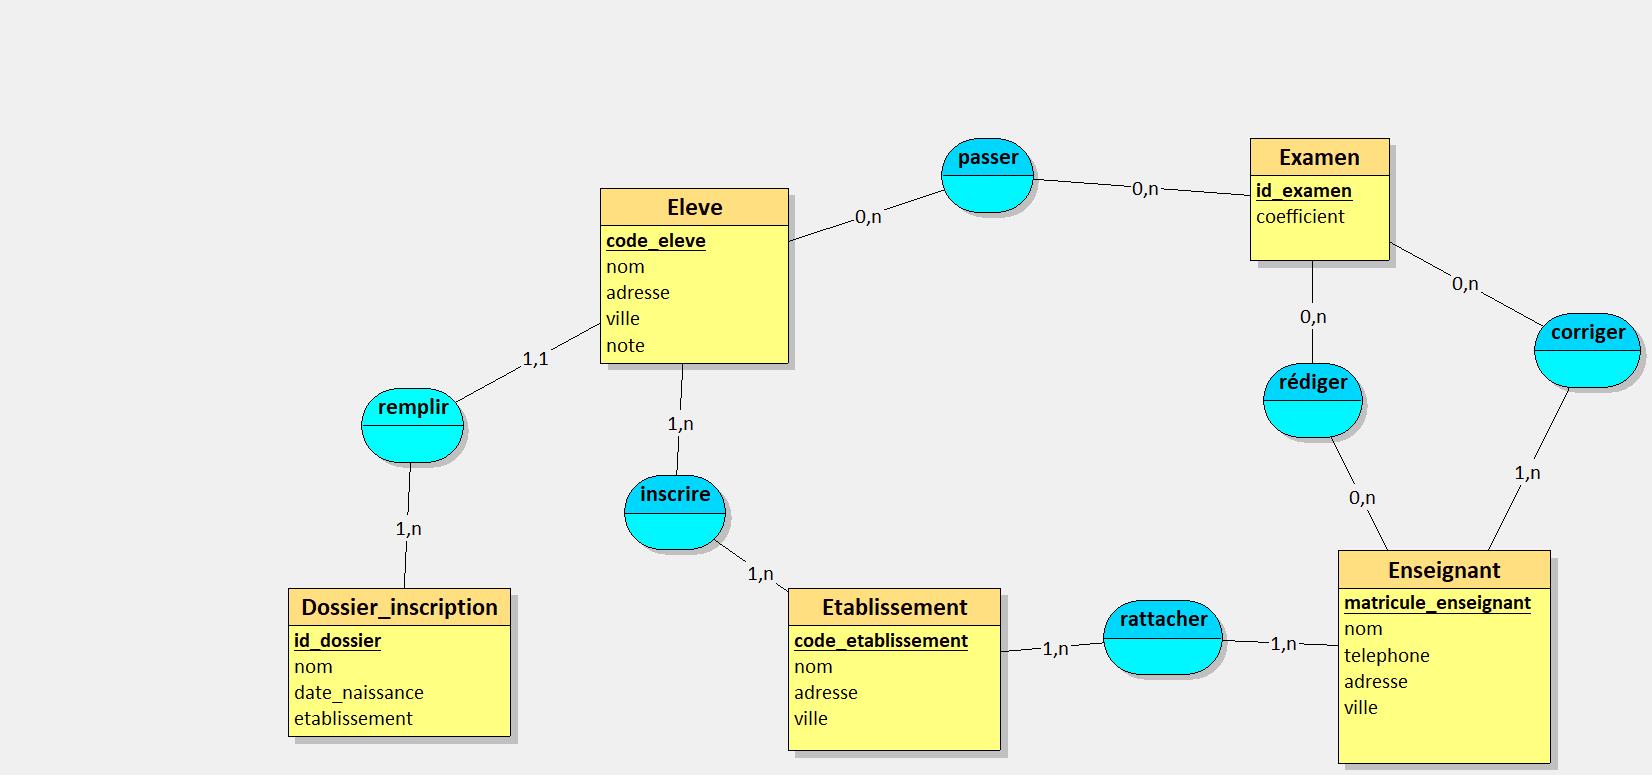 passer
Examen
id_examen
coefficient
0,n
0,n
Eleve
code_eleve
nom
adresse
ville
note
0,n
0,n
corriger
1,1
remplir
rédiger
1,n
inscrire
1,n
0,n
1,n
1,n
Dossier_inscription
id_dossier
nom
date_naissance
etablissement
Etablissement
code_etablissement
nom
adresse
ville
1,n
rattacher
1,n
Enseignant
matricule_enseignant
nom
telephone
adresse
ville